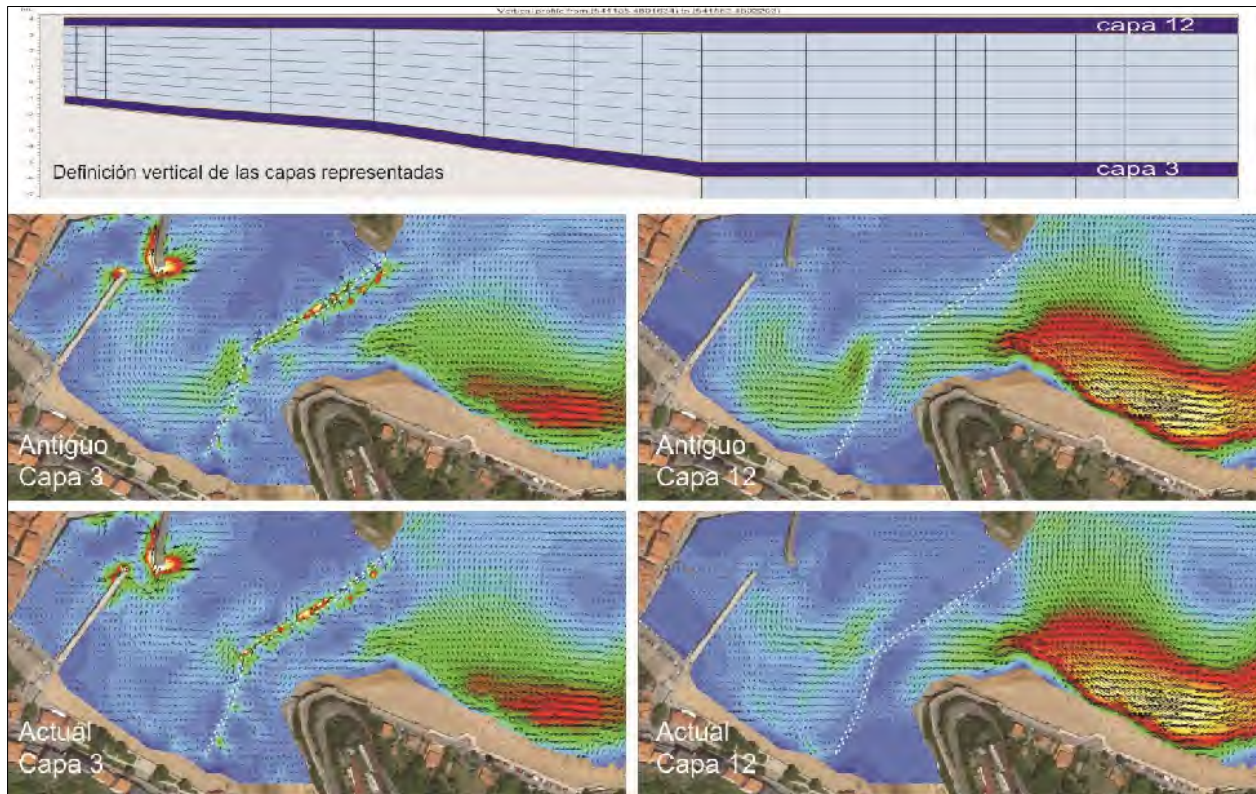 capa 12
capa 3
Definición vertical de las capas representadas
Antiguo
Capa 3
Antiguo
Capa 12
Actual
Capa 3
Actual
Capa 12